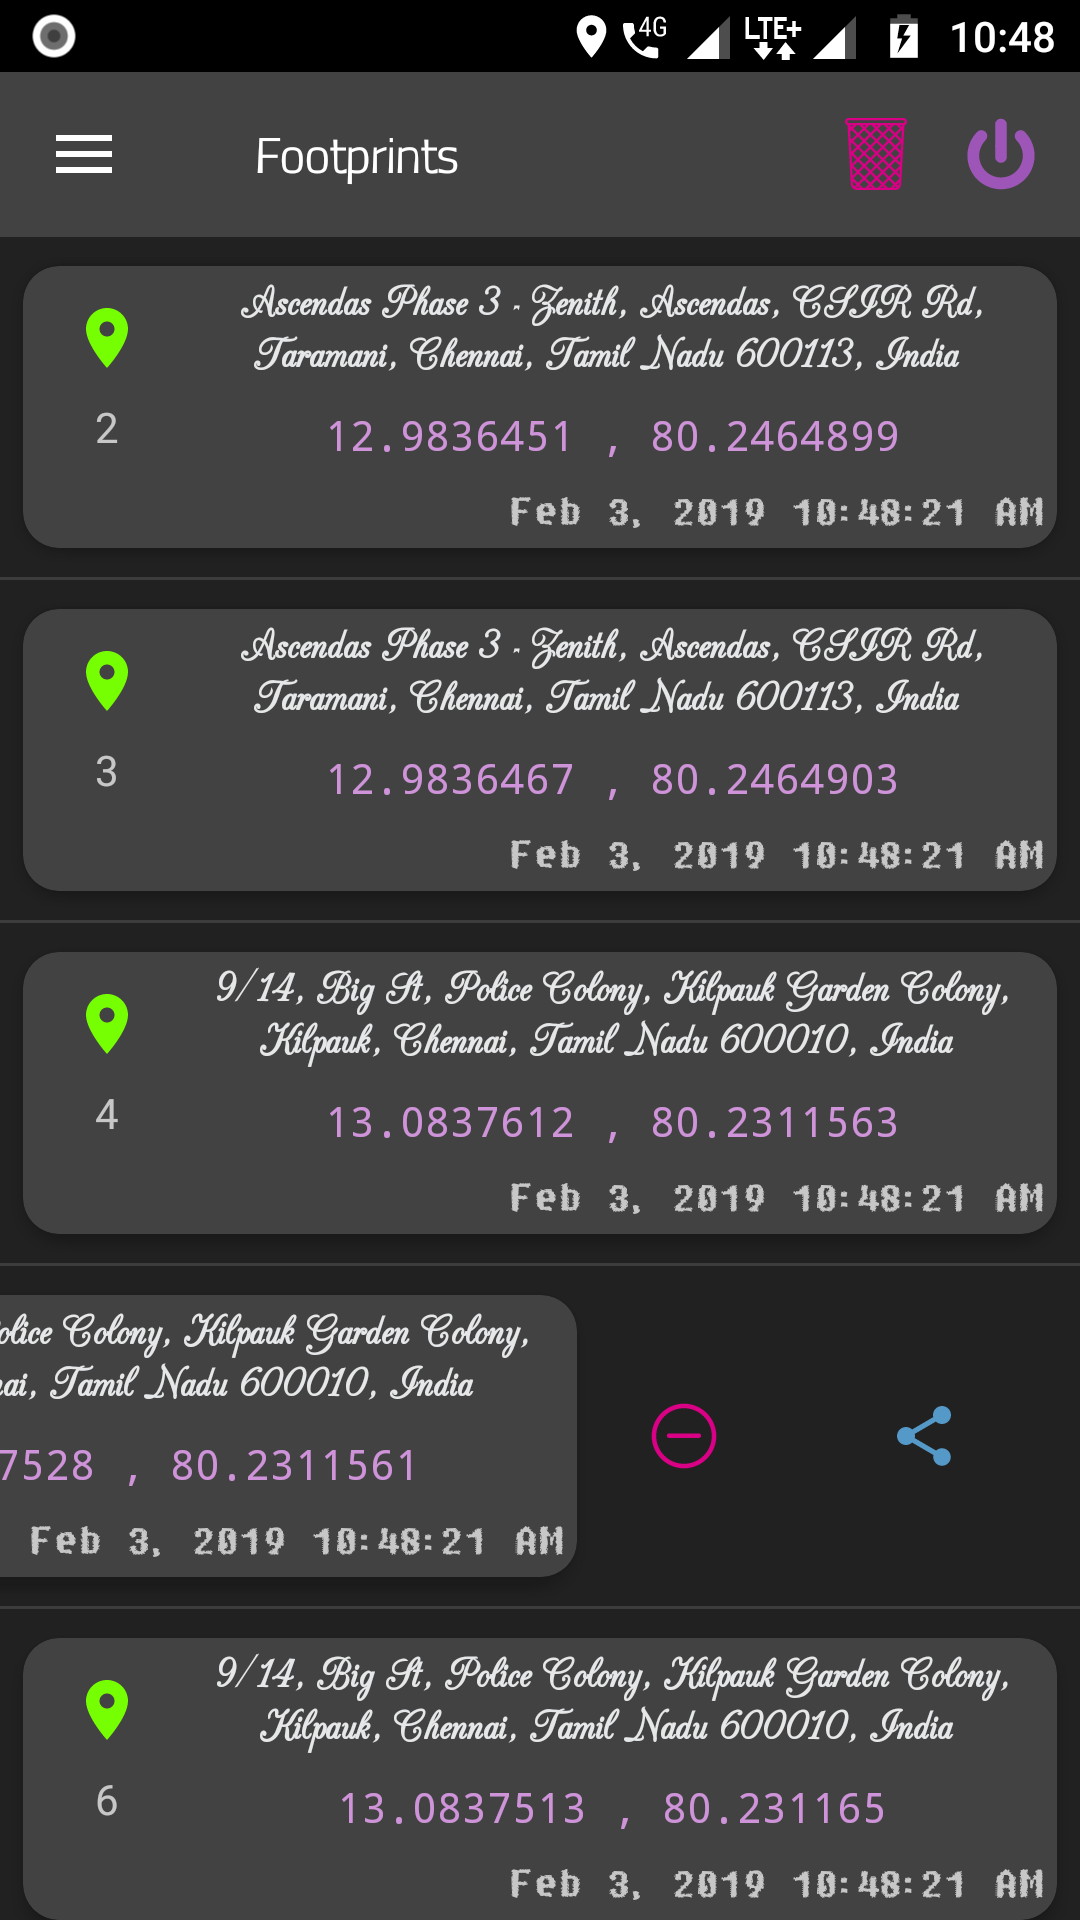 4G LTE+ 10:48
Footprints
Ascendas Phase 3 - Zenith, Ascendas, CSIR Rd,
Taramani, Chennai, Tamil Nadu 600113, India
2
12.9836451 , 80.2464899
Feb 3, 2019 10:48:21 AM
Ascendas Phase 3 - Zenith, Ascendas, CSIR Rd,
Taramani, Chennai, Tamil Nadu 600113, India
3
12.9836467 , 80.2464903
Feb 3, 2019 10:48:21 AM
9/14, Big St, Police Colony, Kilpauk Garden Colony,
Kilpauk, Chennai, Tamil Nadu 600010, India
4
13.0837612 , 80.2311563
Feb 3, 2019 10:48:21 AM
olice Colony, Kilpauk Garden Colony,
ai, Tamil Nadu 600010, India
7528 , 80.2311561
Feb 3, 2019 10:48:21 AM
9/14, Big St, Police Colony, Kilpauk Garden Colony,
Kilpauk, Chennai, Tamil Nadu 600010, India
6
13.0837513 , 80.231165
Feb 3, 2019 10:48:21 AM